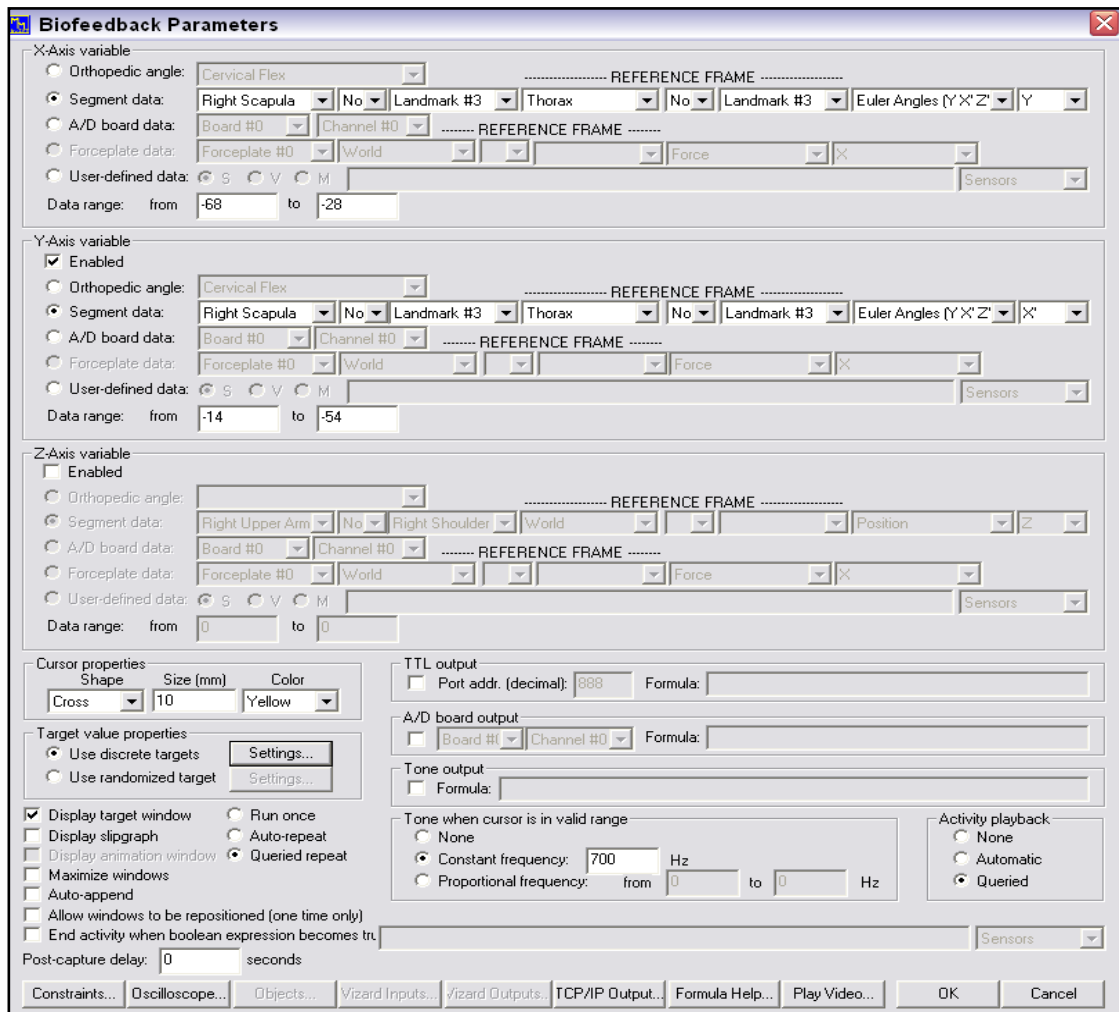 Biofeedback Parameters
X-Axis variable
Orthopedic angle: Cervical Flex
-------------------- REFERENCE FRAME --------------------
Segment data: Right Scapula No Landmark #3 Thorax No Landmark #3 Euler Angles (Y X' Z' Y
A/D board data: Board #0 Channel #0 -------- REFERENCE FRAME --------
Forceplate data: Forceplate #0 World Force X
User-defined data: S V M Sensors
Data range: from -68 to -28
Y-Axis variable
Enabled
Orthopedic angle: Cervical Flex
-------------------- REFERENCE FRAME --------------------
Segment data: Right Scapula No Landmark #3 Thorax No Landmark #3 Euler Angles (Y X' Z' X'
A/D board data: Board #0 Channel #0 -------- REFERENCE FRAME --------
Forceplate data: Forceplate #0 World Force X
User-defined data: S V M Sensors
Data range: from -14 to -54
Z-Axis variable
Enabled
Orthopedic angle:
-------------------- REFERENCE FRAME --------------------
Segment data: Right Upper Arm No Right Shoulder World Position Z
A/D board data: Board #0 Channel #0 -------- REFERENCE FRAME --------
Forceplate data: Forceplate #0 World Force X
User-defined data: S V M Sensors
Data range: from 0 to 0
Cursor properties
Shape Size (mm) Color
Cross 10 Yellow
Target value properties
Use discrete targets Settings...
Use randomized target Settings...
Display target window Run once
Display slipgraph Auto-repeat
Display animation window Queried repeat
Maximize windows
Auto-append
Allow windows to be repositioned (one time only)
TTL output
Port addr. (decimal): 888 Formula:
A/D board output
Board #( Channel #0 Formula:
Tone output
Formula:
Tone when cursor is in valid range
None
Constant frequency: 700 Hz
Proportional frequency: from 0 to 0 Hz
Activity playback
None
Automatic
Queried
End activity when boolean expression becomes tru Sensors
Post-capture delay: 0 seconds
Constraints... Oscilloscope... Objects... Vizard Inputs... Vizard Outputs.. TCP/IP Output... Formula Help... Play Video... OK Cancel